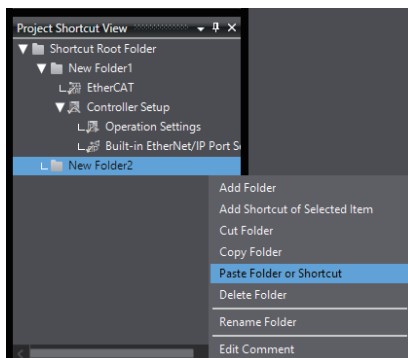 Project Shortcut View
Shortcut Root Folder
New Folder1
EtherCAT
Controller Setup
Operation Settings
Built-in EtherNet/IP Port
New Folder2
Add Folder
Add Shortcut of Selected Item
Cut Folder
Copy Folder
Paste Folder or Shortcut
Delete Folder
Rename Folder
Edit Comment